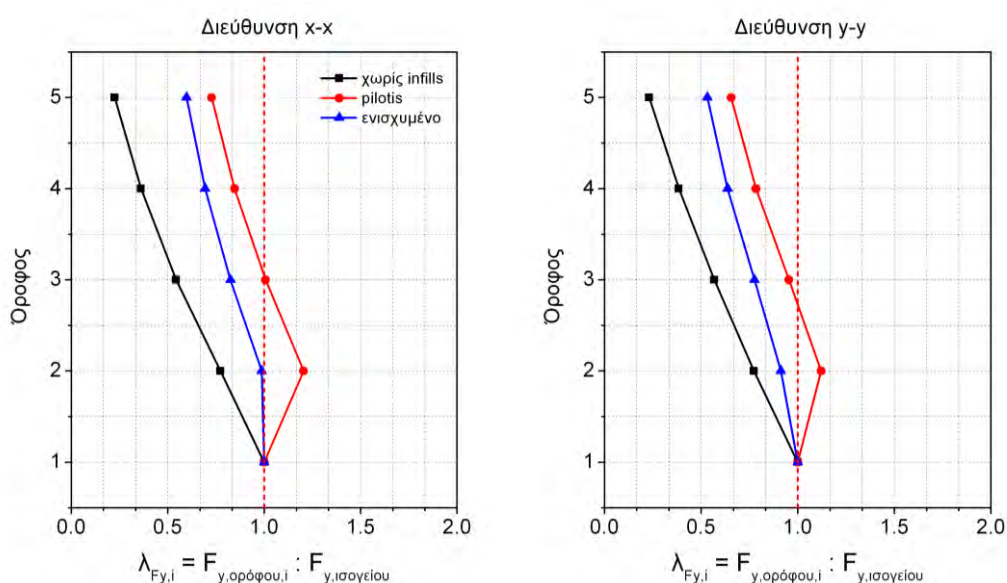 Διεύθυνση x-x
χωρίς infills
pilotis
ενισχυμένο
Όροφος
5
4
3
2
1
0.0 0.5 1.0 1.5 2.0
λFy,i = Fy,ορόφου,i : Fy,ισογείου
Διεύθυνση y-y
Όροφος
5
4
3
2
1
0.0 0.5 1.0 1.5 2.0
λFy,i = Fy,ορόφου,i : Fy,ισογείου